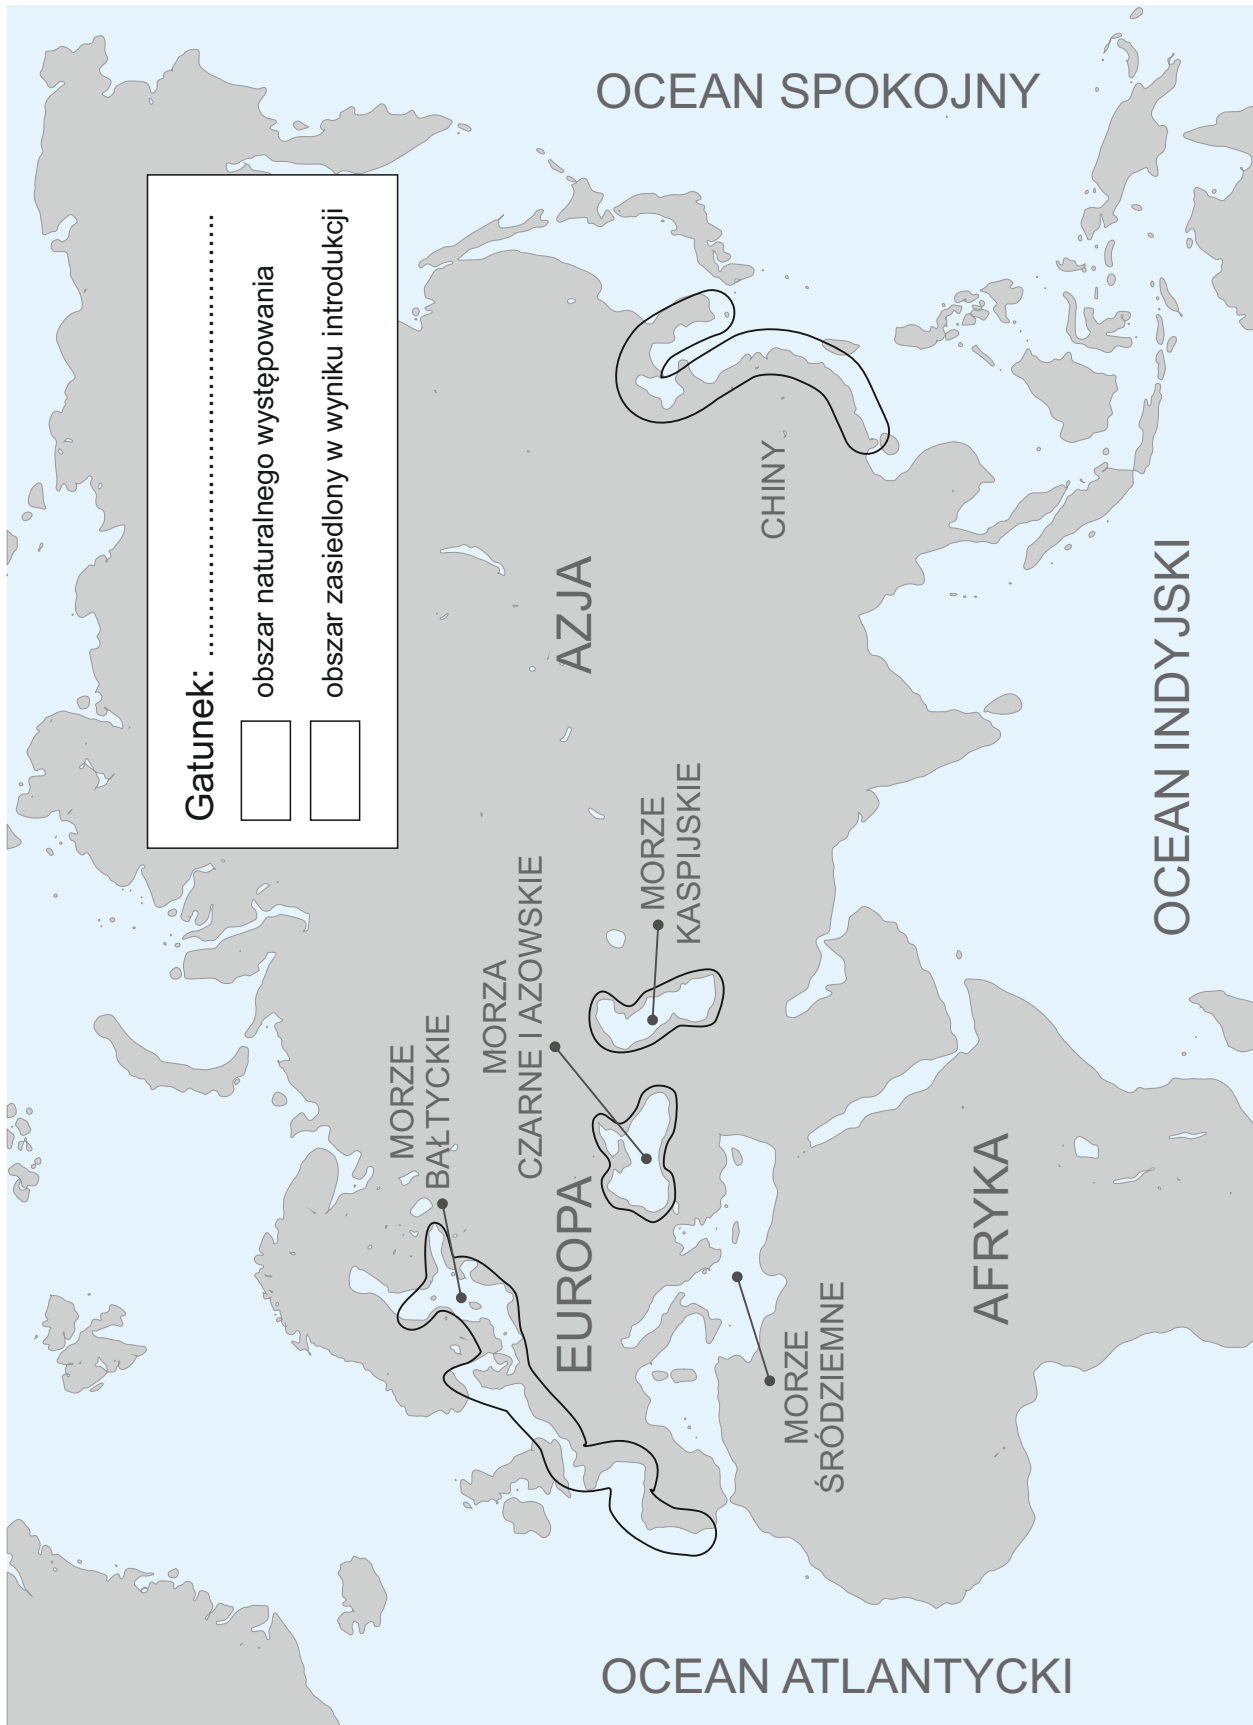 Gatunek: ................................................
obszar naturalnego występowania
obszar zasiedlony w wyniku introdukcji
OCEAN SPOKOJNY
MORZE
BAŁTYCKIE
MORZA
CZARNE I AZOWSKIE
EUROPA
AZJA
MORZE
KASPIJSKIE
CHINY
MORZE
ŚRÓDZIEMNE
AFRYKA
OCEAN INDYJSKI
OCEAN ATLANTYCKI